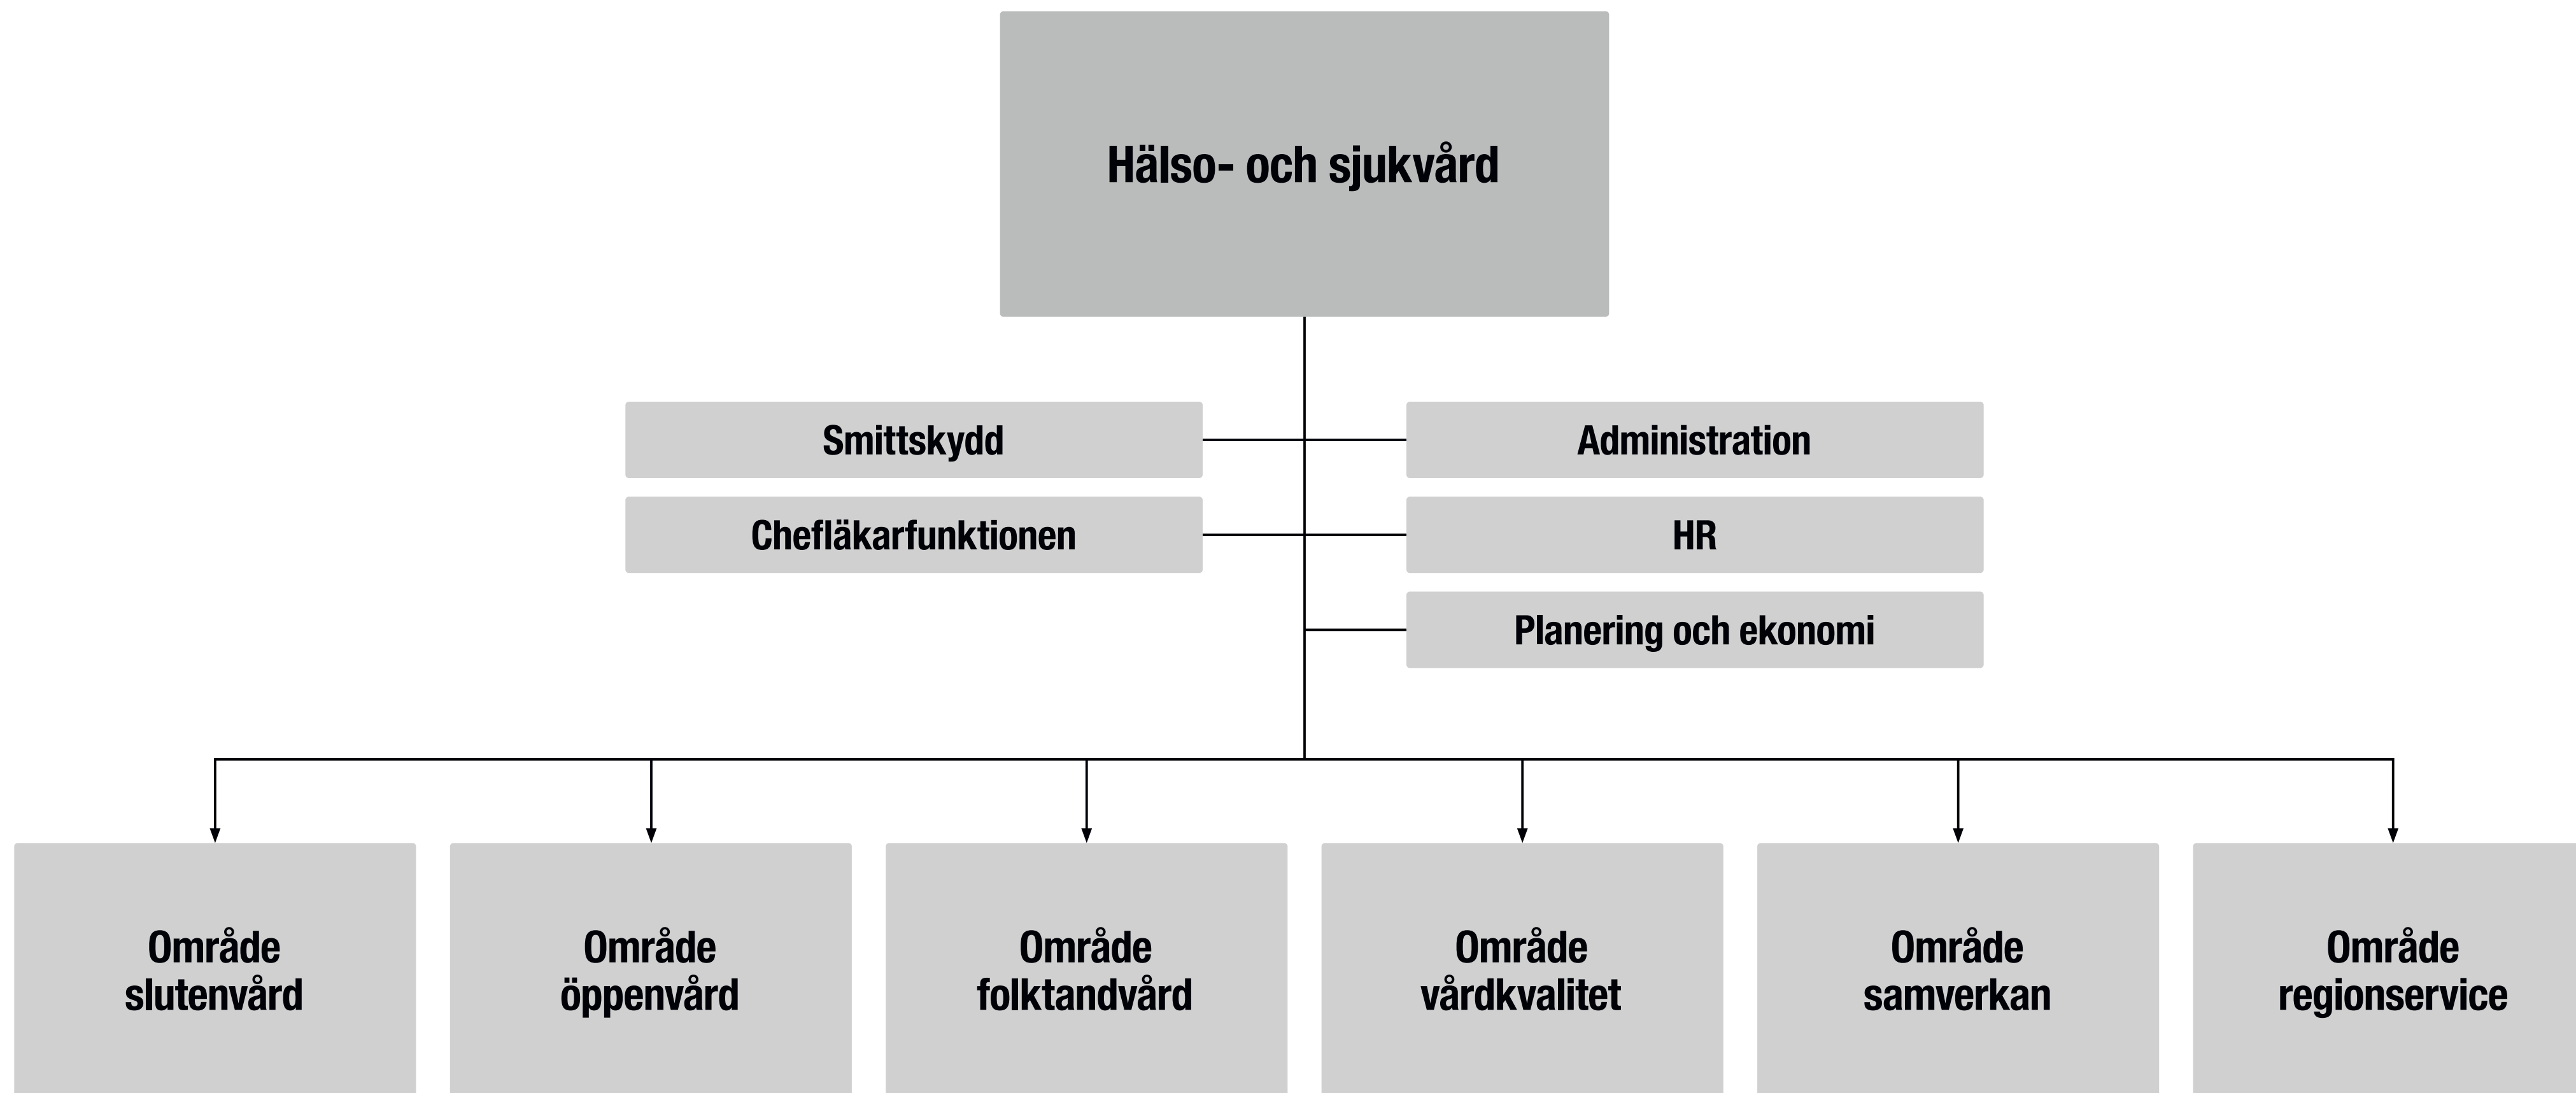 Hälso- och sjukvård
Smittskydd
Administration
Chefläkarfunktionen
HR
Planering och ekonomi
Område
slutenvård
Område
öppenvård
Område
folktandvård
Område
vårdkvalitet
Område
samverkan
Område
regionservice